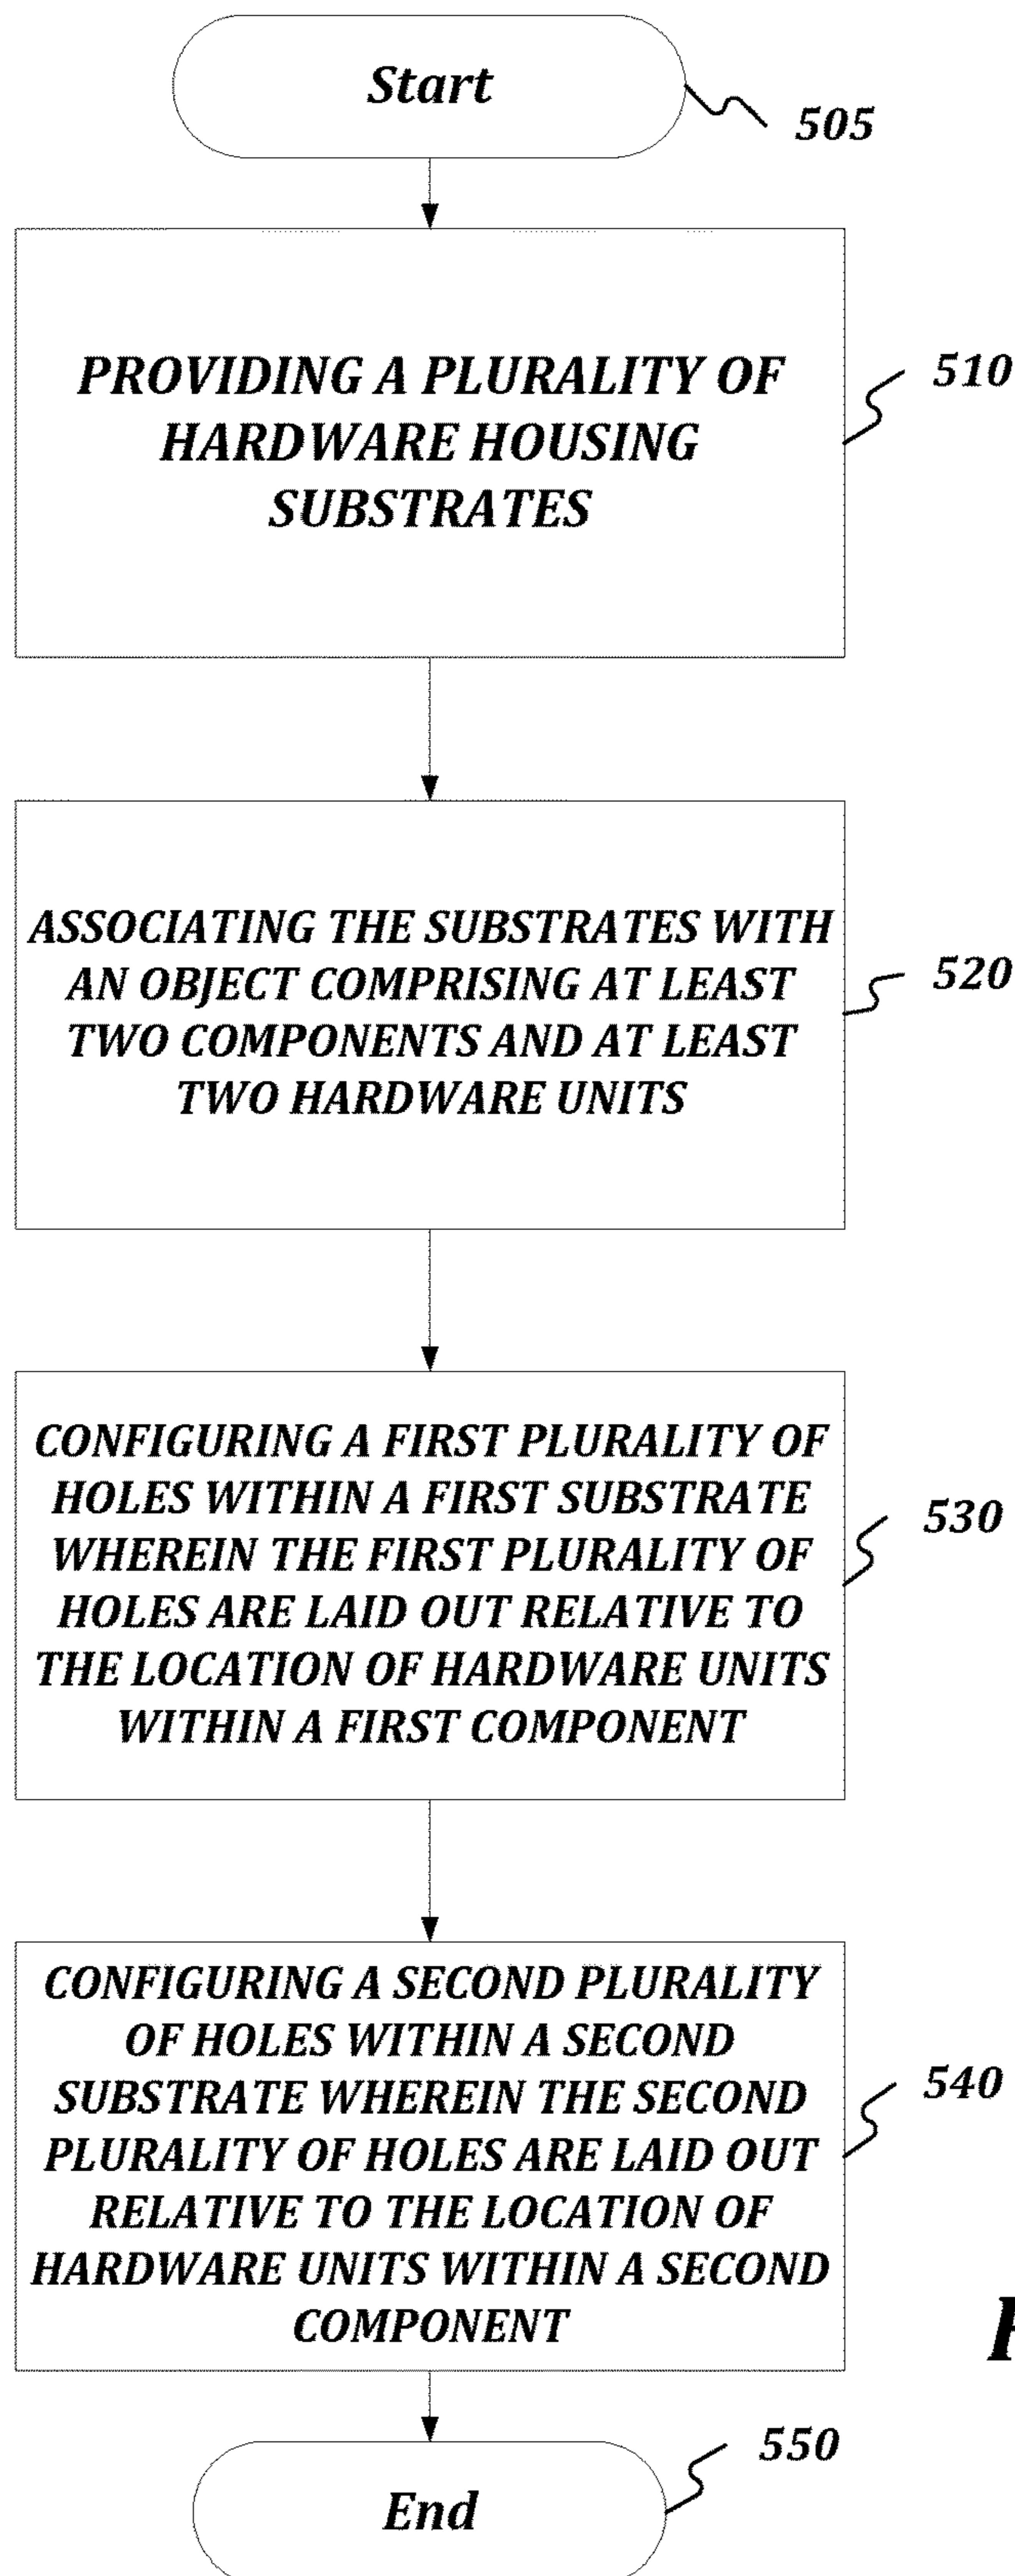 Start
505
PROVIDING A PLURALITY OF
HARDWARE HOUSING
SUBSTRATES
510
ASSOCIATING THE SUBSTRATES WITH
AN OBJECT COMPRISING AT LEAST
TWO COMPONENTS AND AT LEAST
TWO HARDWARE UNITS
520
CONFIGURING A FIRST PLURALITY OF
HOLES WITHIN A FIRST SUBSTRATE
WHEREIN THE FIRST PLURALITY OF
HOLES ARE LAID OUT RELATIVE TO
THE LOCATION OF HARDWARE UNITS
WITHIN A FIRST COMPONENT
530
CONFIGURING A SECOND PLURALITY
OF HOLES WITHIN A SECOND
SUBSTRATE WHEREIN THE SECOND
PLURALITY OF HOLES ARE LAID OUT
RELATIVE TO THE LOCATION OF
HARDWARE UNITS WITHIN A SECOND
COMPONENT
540
End
550